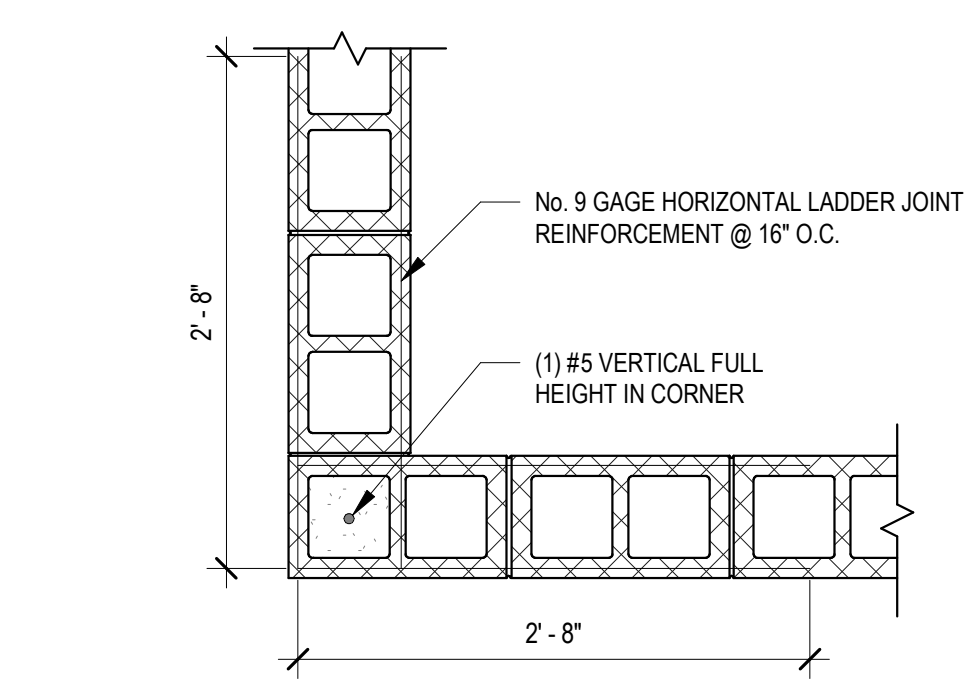 No. 9 GAGE HORIZONTAL LADDER JOINT
REINFORCEMENT @ 16" O.C.
2' - 8"
(1) #5 VERTICAL FULL
HEIGHT IN CORNER
2' - 8"